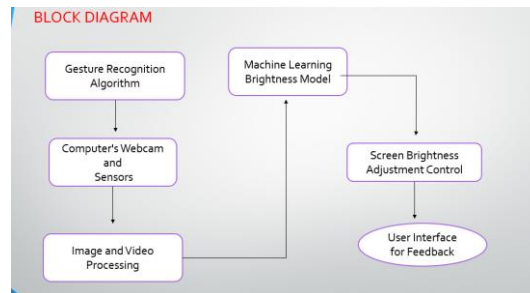 BLOCK DIAGRAM
Gesture Recognition
Algorithm
Computer's Webcam
and
Sensors
Image and Video
Processing
Machine Learning
Brightness Model
Screen Brightness
Adjustment Control
User Interface
for Feedback